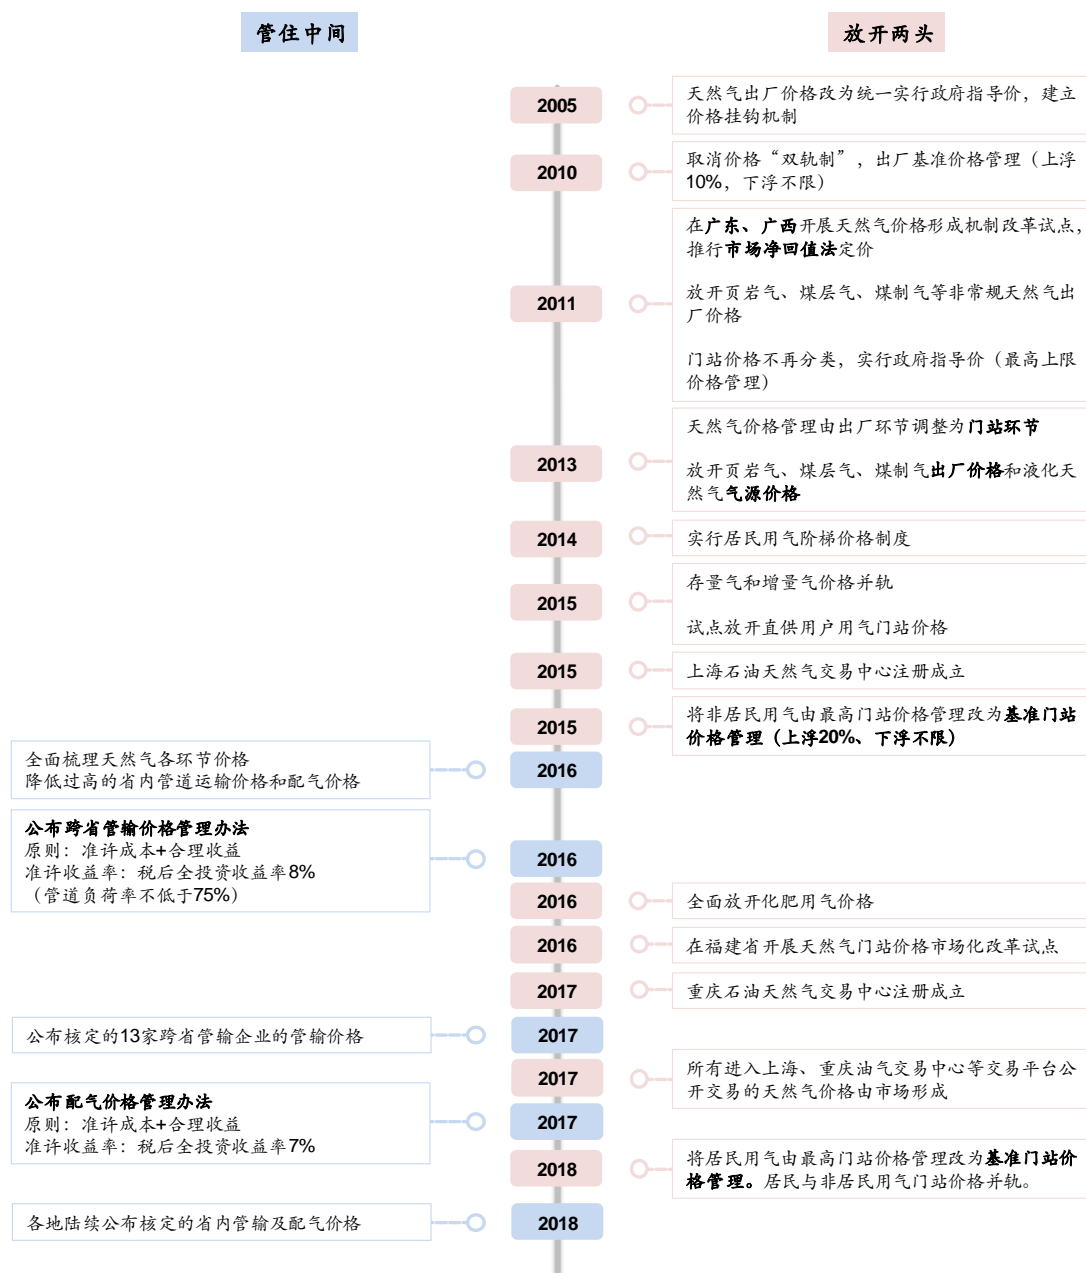 管住中间
放开两头
2005
天然气出厂价格改为统一实行政府指导价，建立
价格挂钩机制
2010
取消价格“双轨制”，出厂基准价格管理（上浮
10%，下浮不限）
2011
在广东、广西开展天然气价格形成机制改革试点，
推行市场净回值法定价
放开页岩气、煤层气、煤制气等非常规天然气出
厂价格
门站价格不再分类，实行政府指导价（最高上限
价格管理）
2013
天然气价格管理由出厂环节调整为门站环节
放开页岩气、煤层气、煤制气出厂价格和液化天
然气气源价格
2014
实行居民用气阶梯价格制度
2015
存量气和增量气价格并轨
试点放开直供用户用气门站价格
2015
上海石油天然气交易中心注册成立
2015
将非居民用气由最高门站价格管理改为基准门站
价格管理（上浮20%、下浮不限）
全面梳理天然气各环节价格
降低过高的省内管道运输价格和配气价格
2016
公布跨省管输价格管理办法
原则：准许成本+合理收益
准许收益率：税后全投资收益率8%
（管道负荷率不低于75%）
2016
2016
全面放开化肥用气价格
2016
在福建省开展天然气门站价格市场化改革试点
2017
重庆石油天然气交易中心注册成立
公布核定的13家跨省管输企业的管输价格
2017
2017
所有进入上海、重庆油气交易中心等交易平台公
开交易的天然气价格由市场形成
公布配气价格管理办法
原则：准许成本+合理收益
准许收益率：税后全投资收益率7%
2017
2018
将居民用气由最高门站价格管理改为基准门站价
格管理。居民与非居民用气门站价格并轨。
各地陆续公布核定的省内管输及配气价格
2018